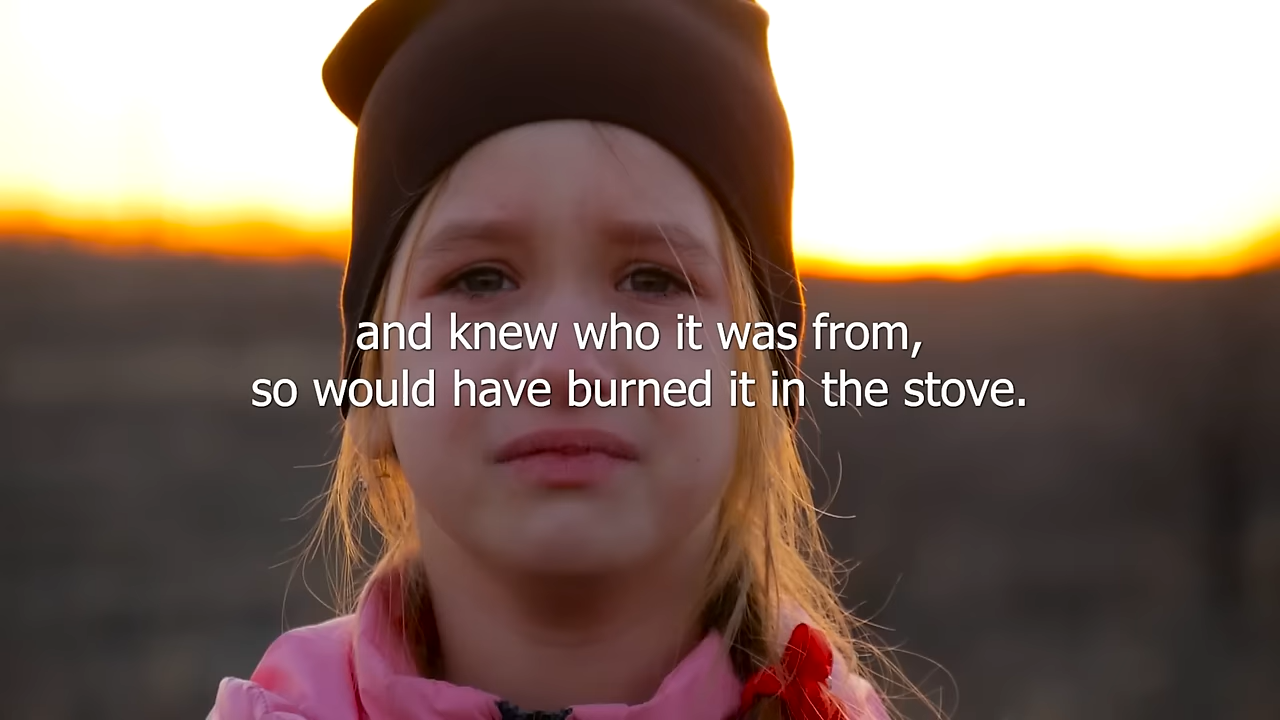 and knew who it was from,
so would have burned it in the stove.